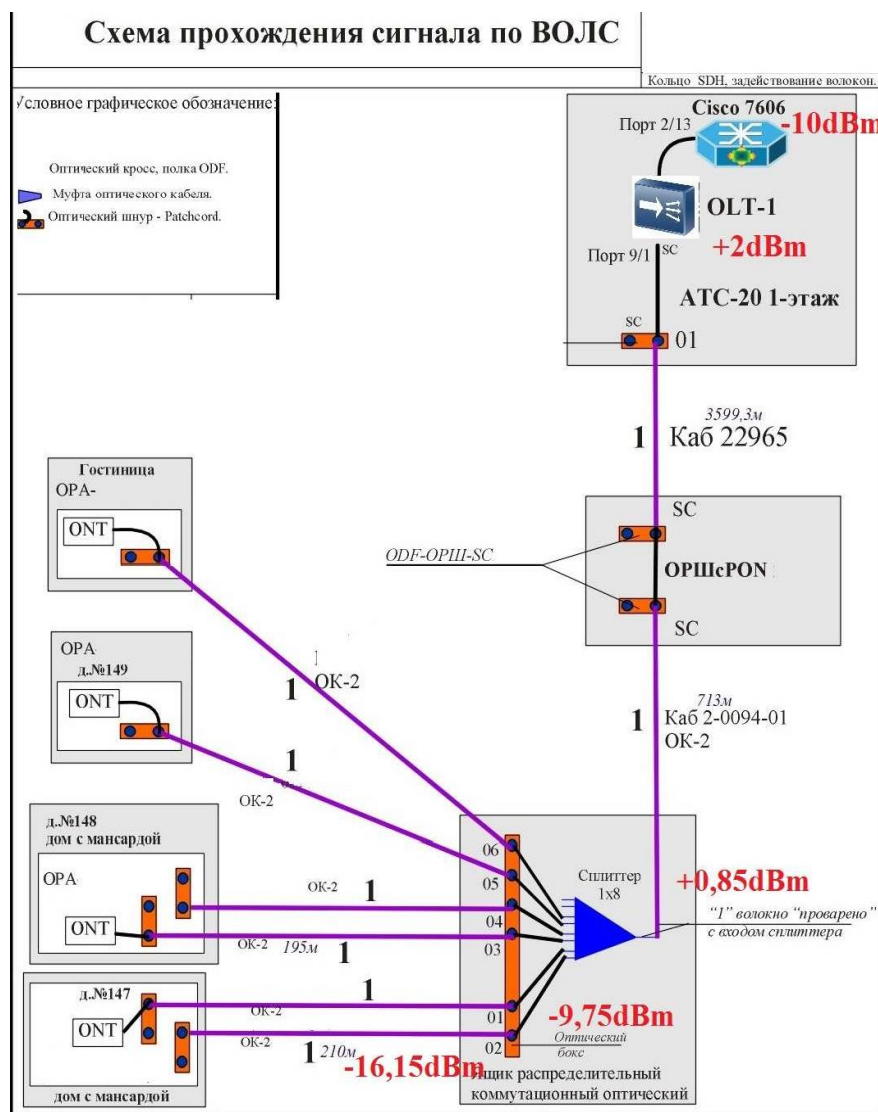 Схема прохождения сигнала по ВОЛС
Кольцо SDH, задействование волокон.
Условное графическое обозначение:
Оптический кросс, полка ODF.
Муфта оптического кабеля.
Оптический шнур - Patchcord.
Cisco 7606
Порт 2/13
-10dBm
OLT-1
+2dBm
Порт 9/1
SC
АТС-20 1-этаж
SC
01
3599,3м
1
Каб 22965
SC
ODF-ОРШ-SC
ОРШсPON
SC
713м
1
Каб 2-0094-01
ОК-2
Гостиница
ОРА-
ONT
1
ОК-2
ОРА
д.№149
ONT
1
ОК-2
д.№148
дом с мансардой
ОРА
ONT
ОК-2
1
ОК-2
195м
1
д.№147
ONT
1
ОК-2
ОК-2
1
210м
-16,15dBm
дом с мансардой
06
05
04
03
01
02
Сплиттер
1x8
+0,85dBm
“1” волокно “проварено”
с входом сплиттера
-9,75dBm
Оптический
бокс
Ящик распределительный
коммутационный оптический